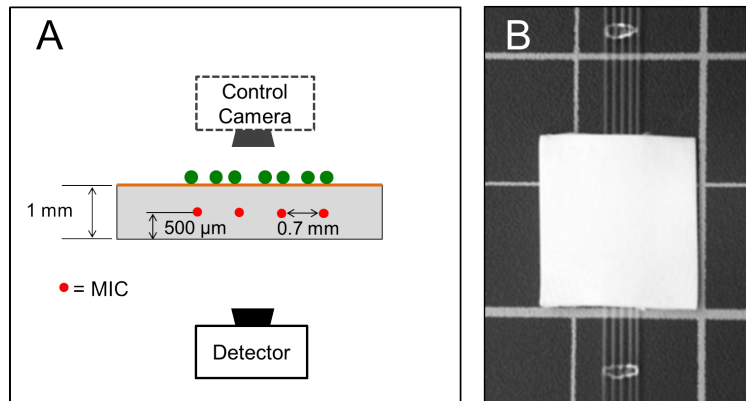 A
B
Control
Camera
1 mm
500 µm
0.7 mm
= MIC
Detector